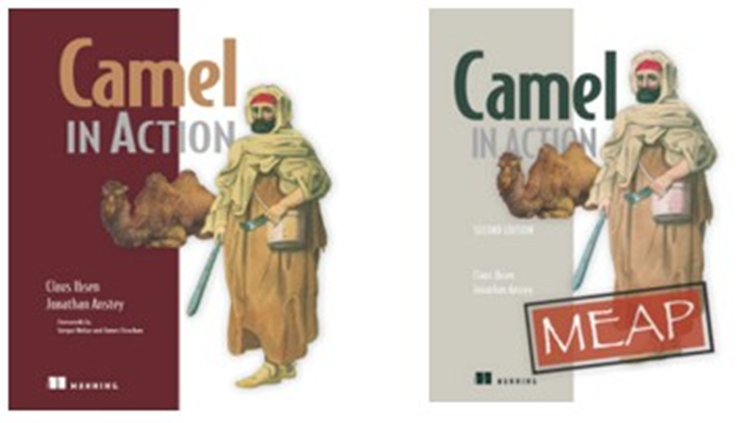 Camel
IN ACTION
Claus Ibsen
Jonathan Anstey
MANNING
Camel
IN ACTION
SECOND EDITION
Claus Ibsen
Jonathan Anstey
MEAP
MANNING